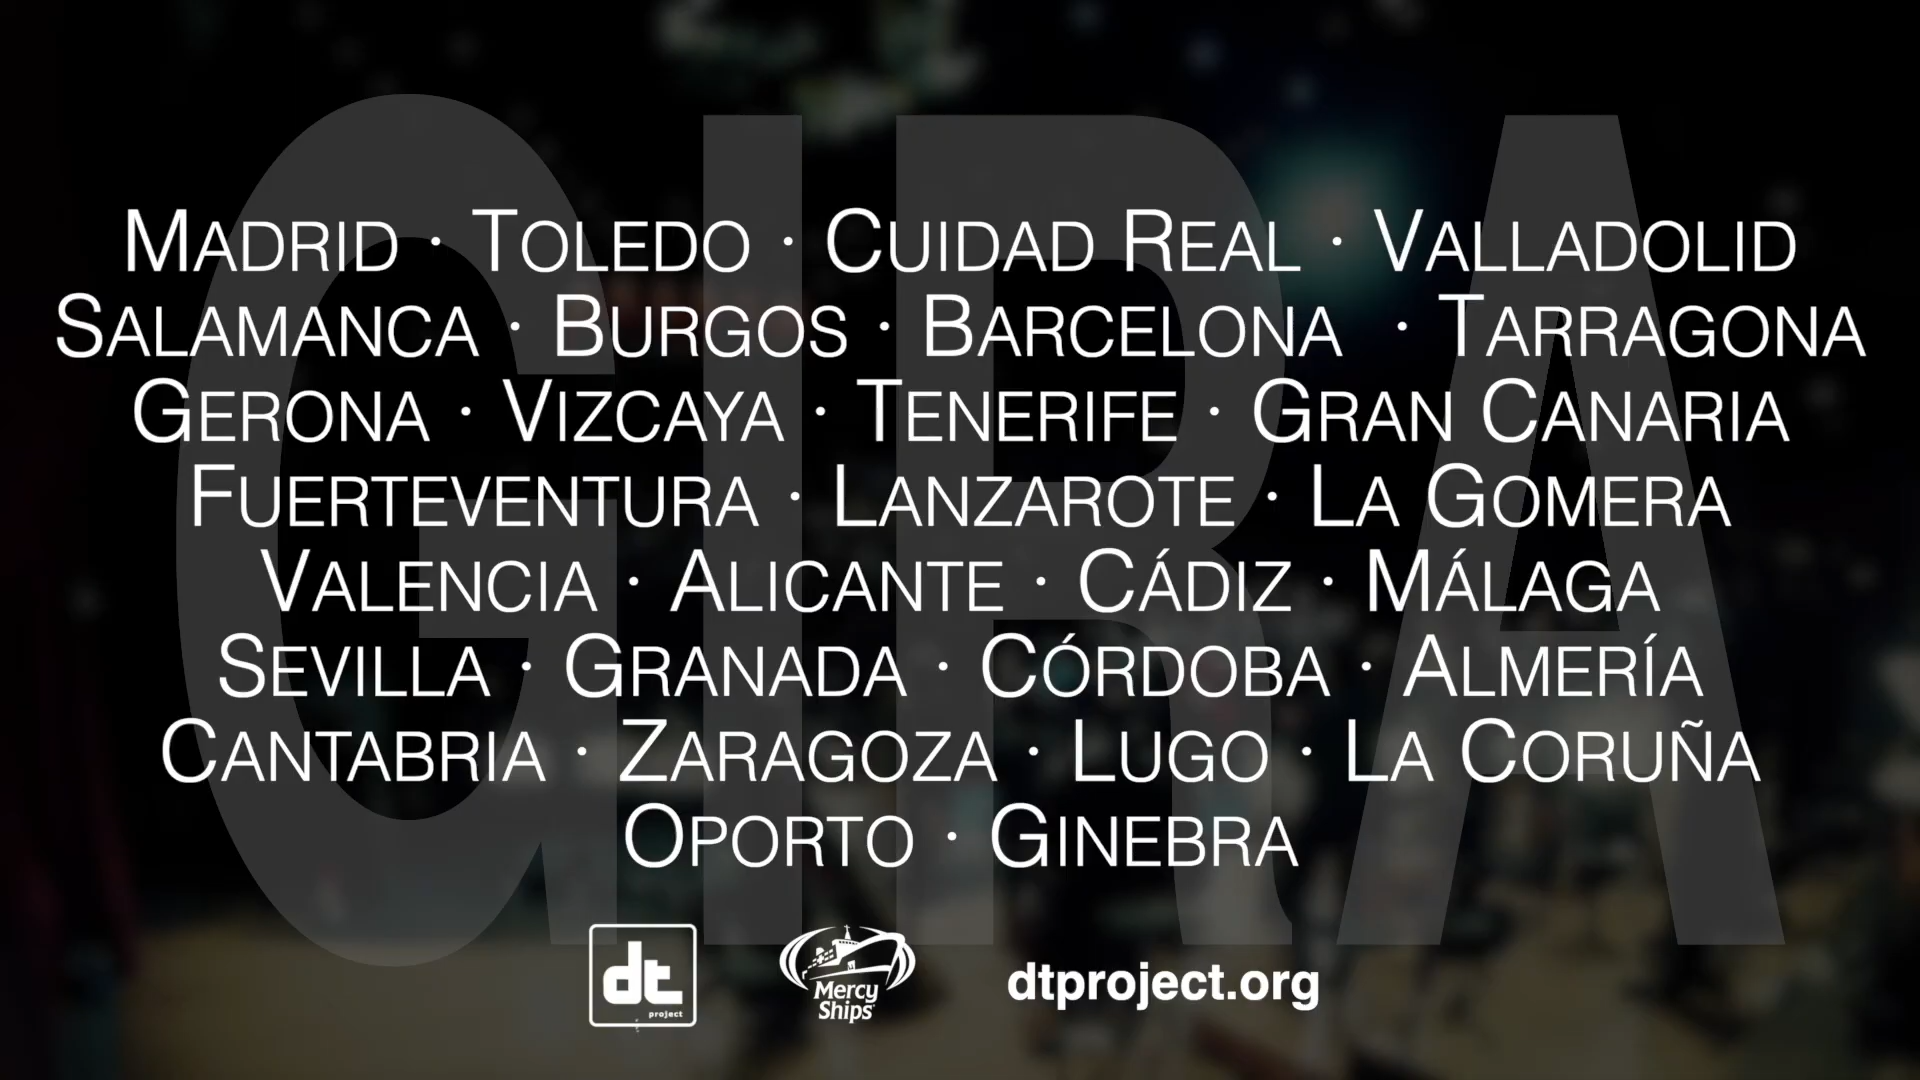 GIRA
MADRID · TOLEDO · CUIDAD REAL · VALLADOLID
SALAMANCA · BURGOS · BARCELONA · TARRAGONA
GERONA · VIZCAYA · TENERIFE · GRAN CANARIA
FUERTEVENTURA · LANZAROTE · LA GOMERA
VALENCIA · ALICANTE · CÁDIZ · MÁLAGA
SEVILLA · GRANADA · CÓRDOBA · ALMERÍA
CANTABRIA · ZARAGOZA · LUGO · LA CORUÑA
OPORTO · GINEBRA
dt
project
Mercy
Ships
dtproject.org